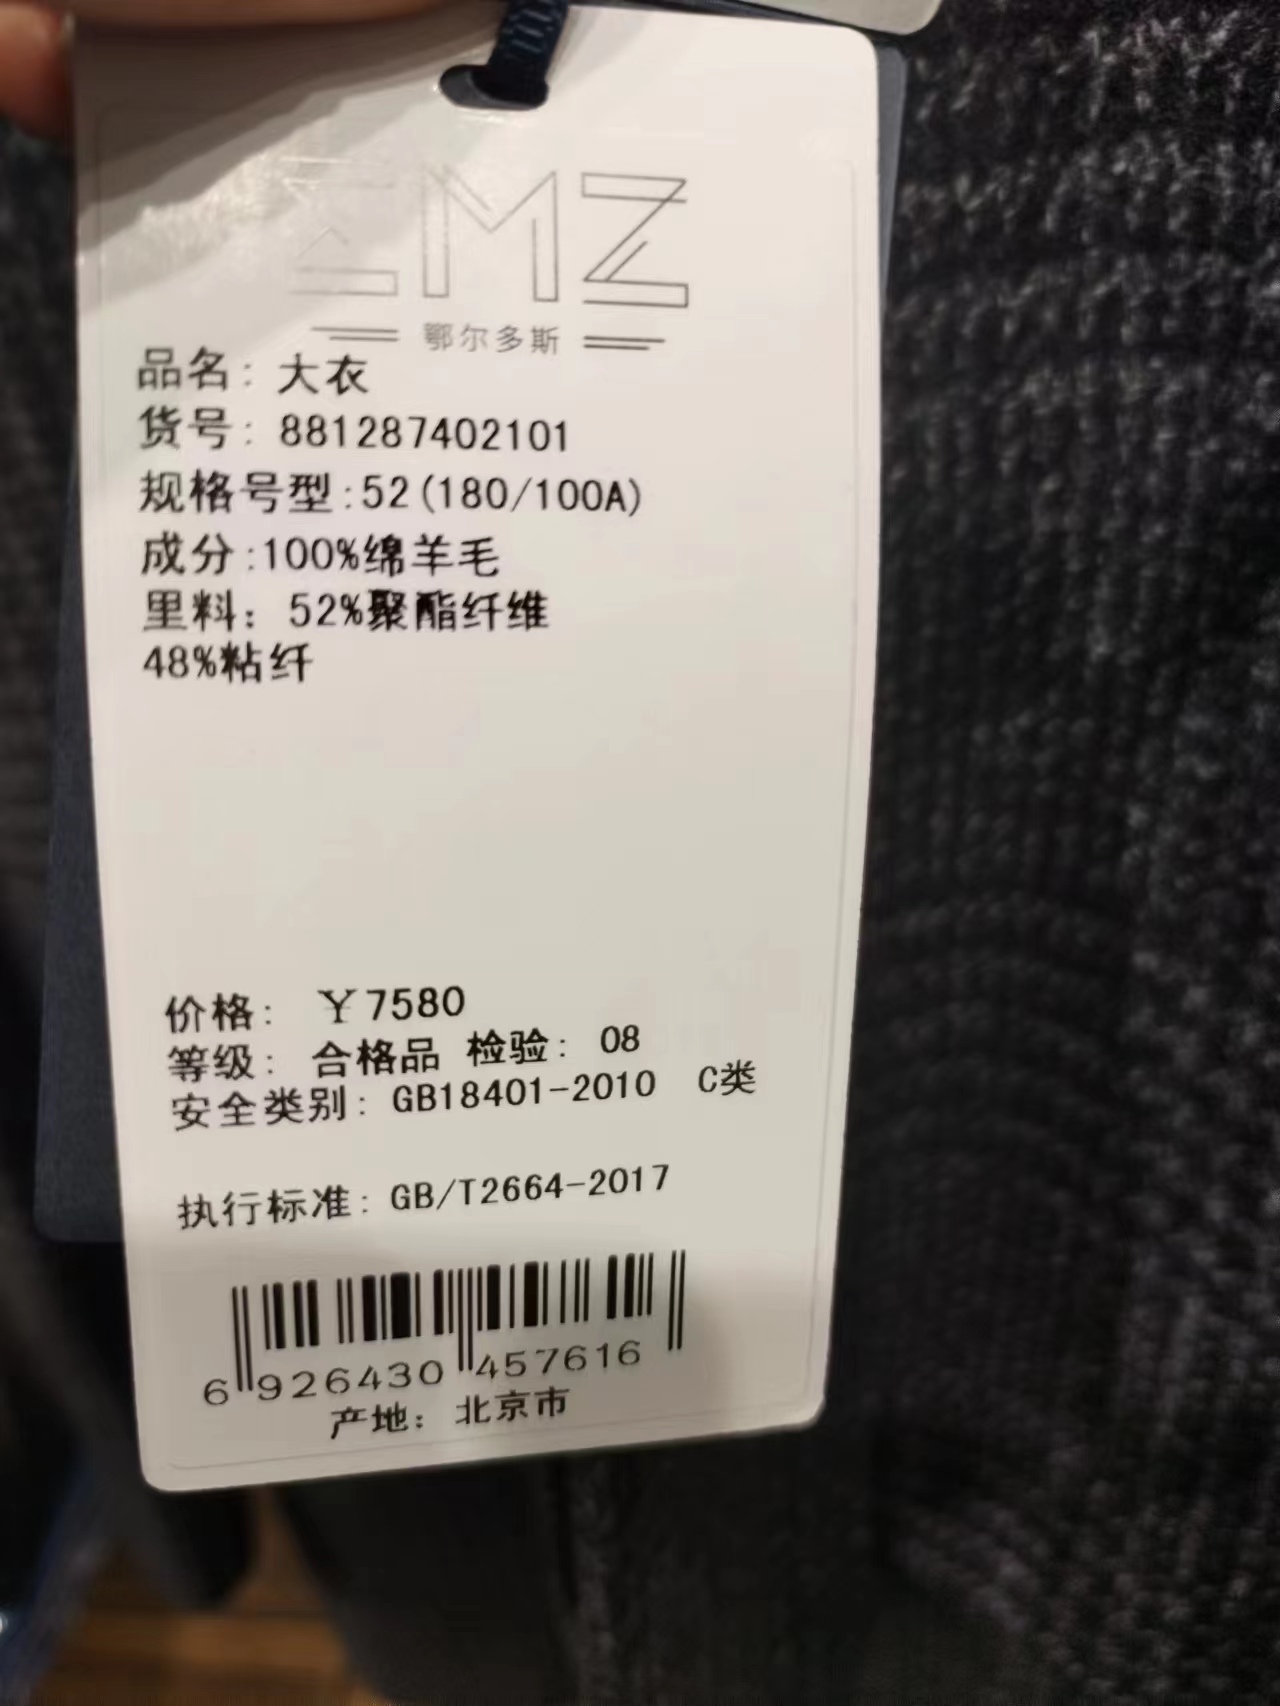 EMZ
鄂尔多斯
品名: 大衣
货号: 881287402101
规格号型:52(180/100A)
成分:100%绵羊毛
里料: 52%聚酯纤维
48%粘纤
价格: ￥7580
等级: 合格品 检验: 08
安全类别: GB18401-2010 C类
执行标准: GB/T2664-2017
6 926430 457616
产地: 北京市